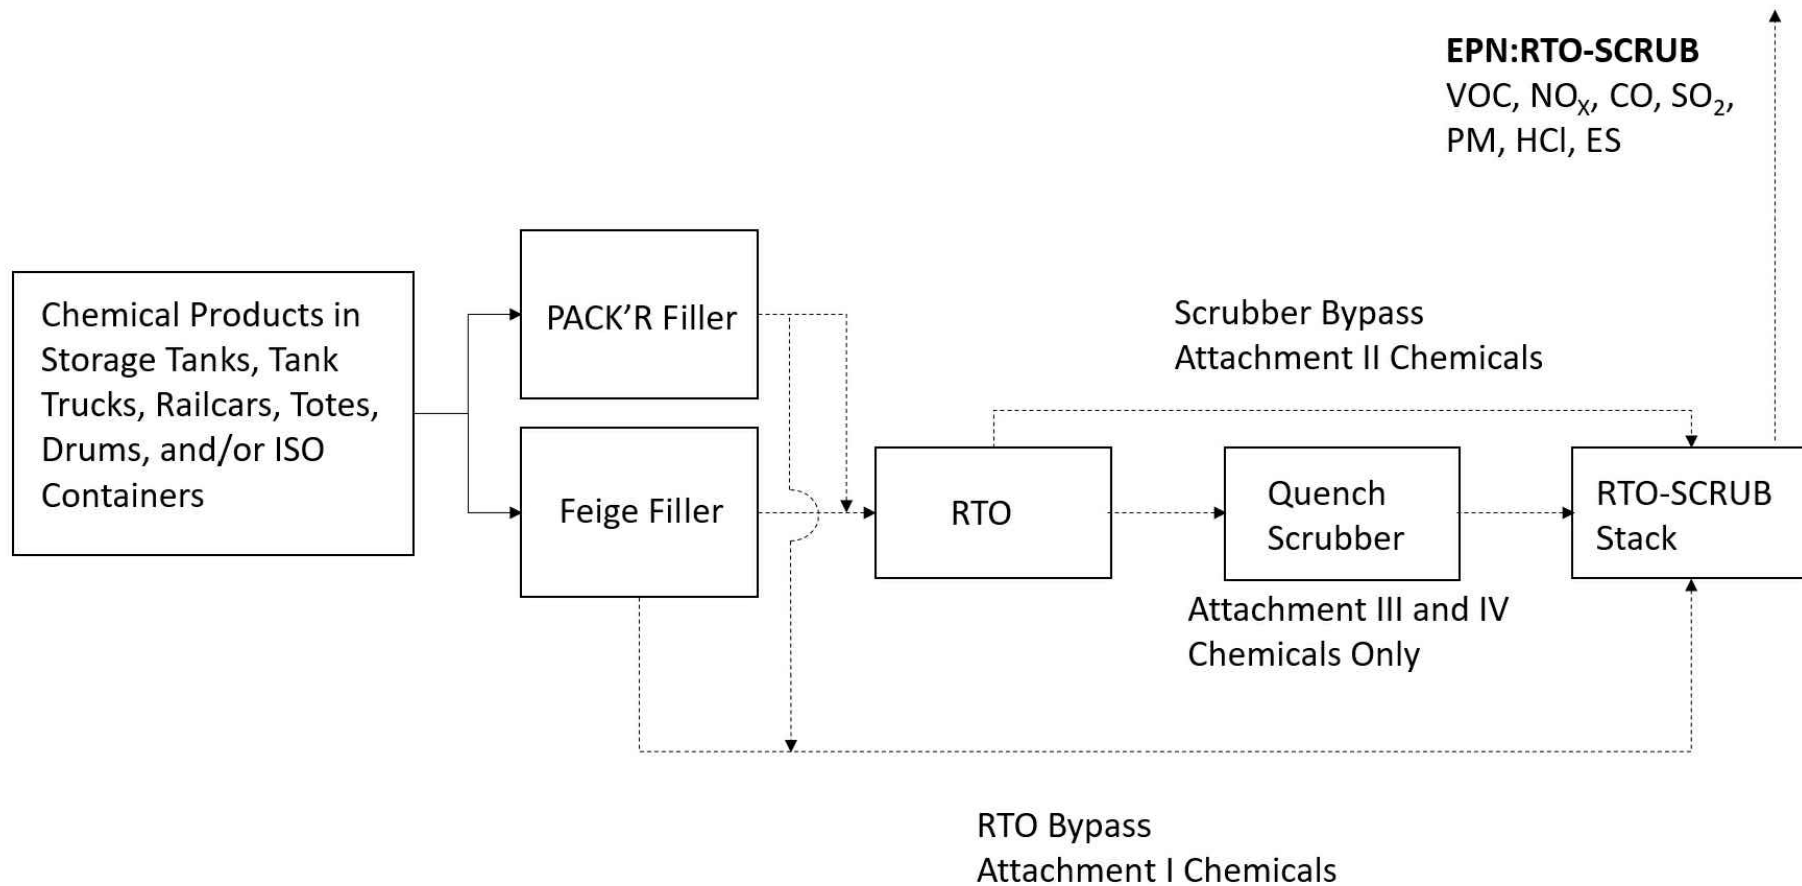 EPN:RTO-SCRUB
VOC, NOX, CO, SO2,
PM, HCl, ES
Chemical Products in
Storage Tanks, Tank
Trucks, Railcars, Totes,
Drums, and/or ISO
Containers
PACK’R Filler
Feige Filler
Scrubber Bypass
Attachment II Chemicals
RTO
Quench
Scrubber
RTO-SCRUB
Stack
Attachment III and IV
Chemicals Only
RTO Bypass
Attachment I Chemicals